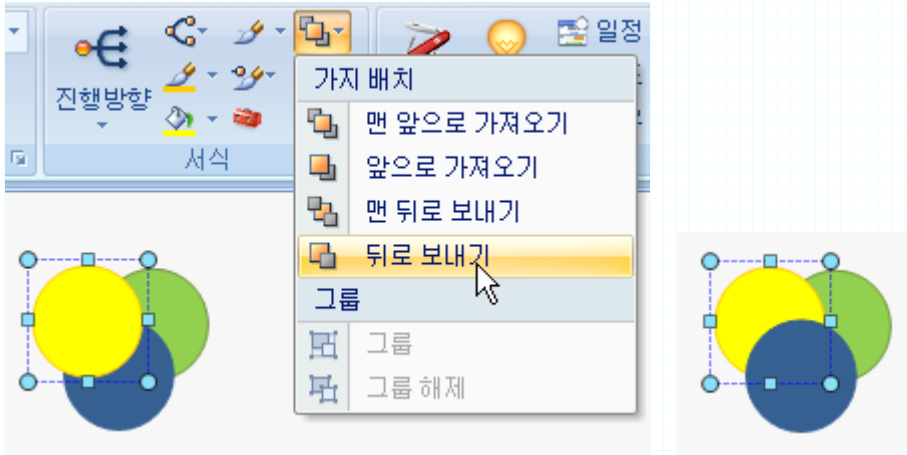 일정
진행방향
서식
가지 배치
맨 앞으로 가져오기
앞으로 가져오기
맨 뒤로 보내기
뒤로 보내기
그룹
그룹
그룹 해제